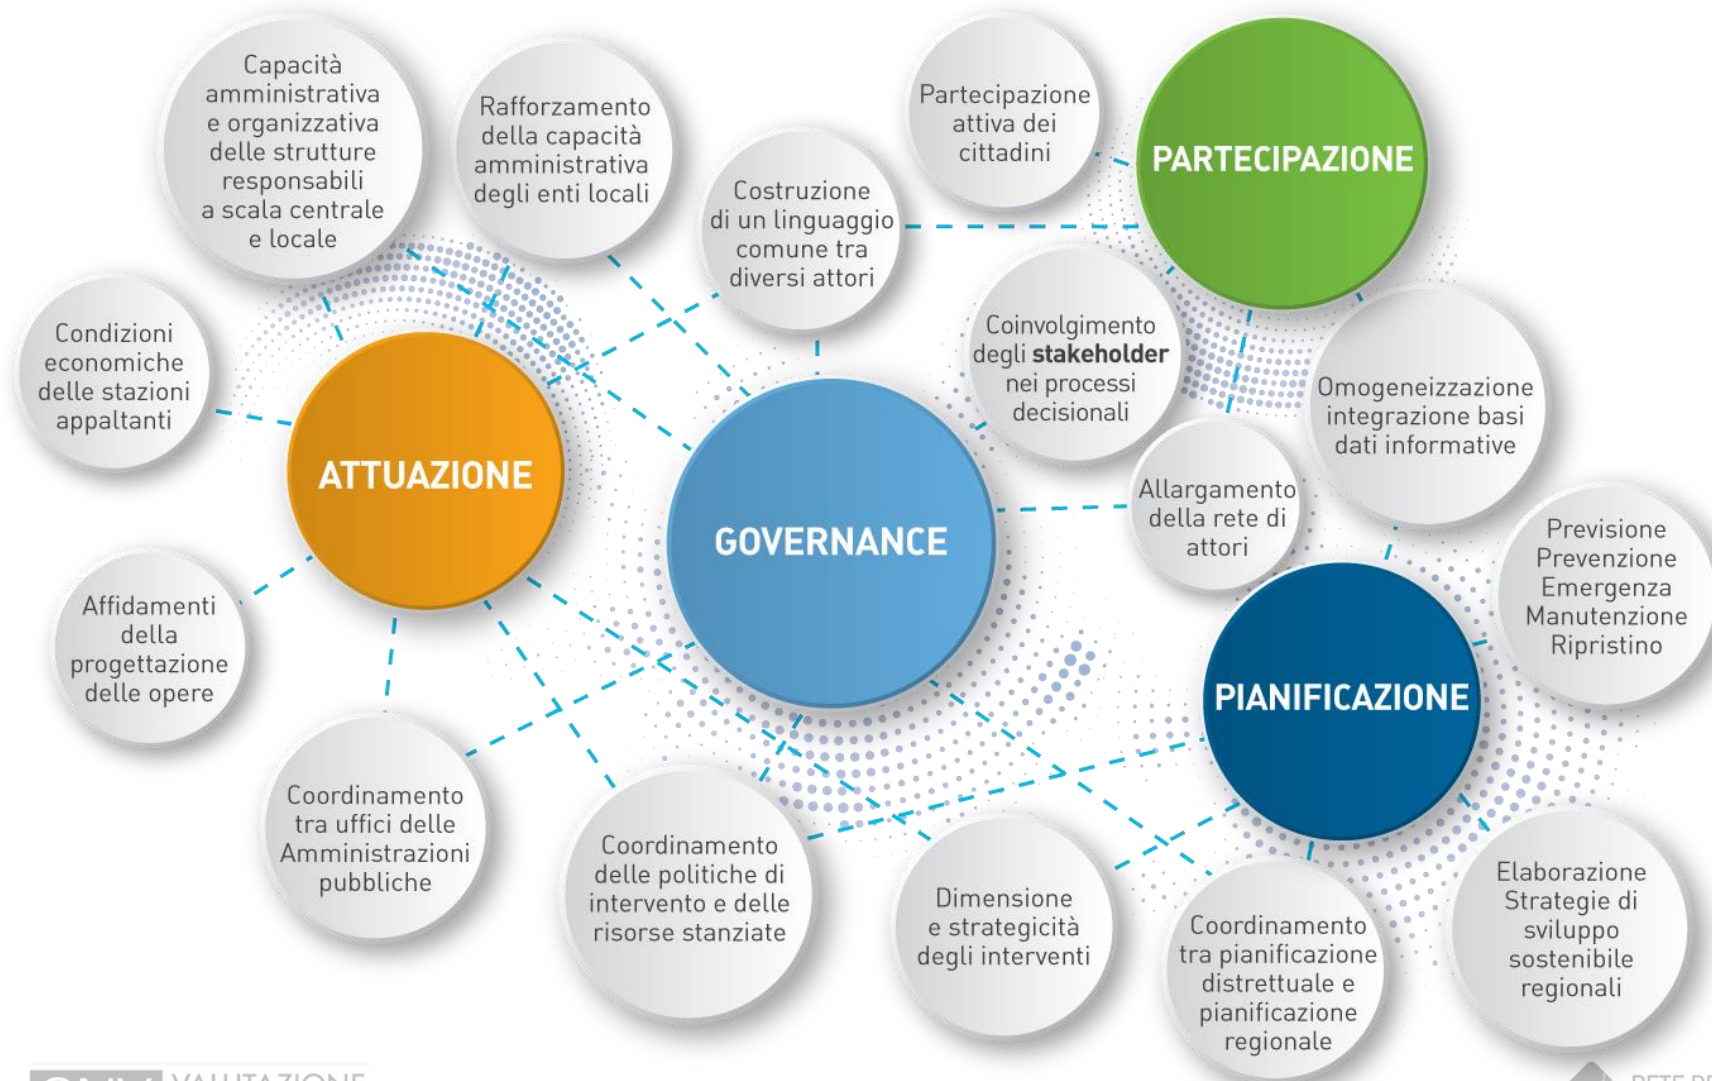 Capacità
amministrativa
e organizzativa
delle strutture
responsabili
a scala centrale
e locale
Rafforzamento
della capacità
amministrativa
degli enti locali
Costruzione
di un linguaggio
comune tra
diversi attori
Partecipazione
attiva dei
cittadini
PARTECIPAZIONE
Condizioni
economiche
delle stazioni
appaltanti
ATTUAZIONE
GOVERNANCE
Coinvolgimento
degli stakeholder
nei processi
decisionali
Omogeneizzazione
integrazione basi
dati informative
Allargamento
della rete di
attori
Previsione
Prevenzione
Emergenza
Manutenzione
Ripristino
PIANIFICAZIONE
Affidamenti
della
progettazione
delle opere
Coordinamento
tra uffici delle
Amministrazioni
pubbliche
Coordinamento
delle politiche di
intervento e delle
risorse stanziate
Dimensione
e strategicità
degli interventi
Coordinamento
tra pianificazione
distrettuale e
pianificazione
regionale
Elaborazione
Strategie di
sviluppo
sostenibile
regionali
VALUTAZIONE